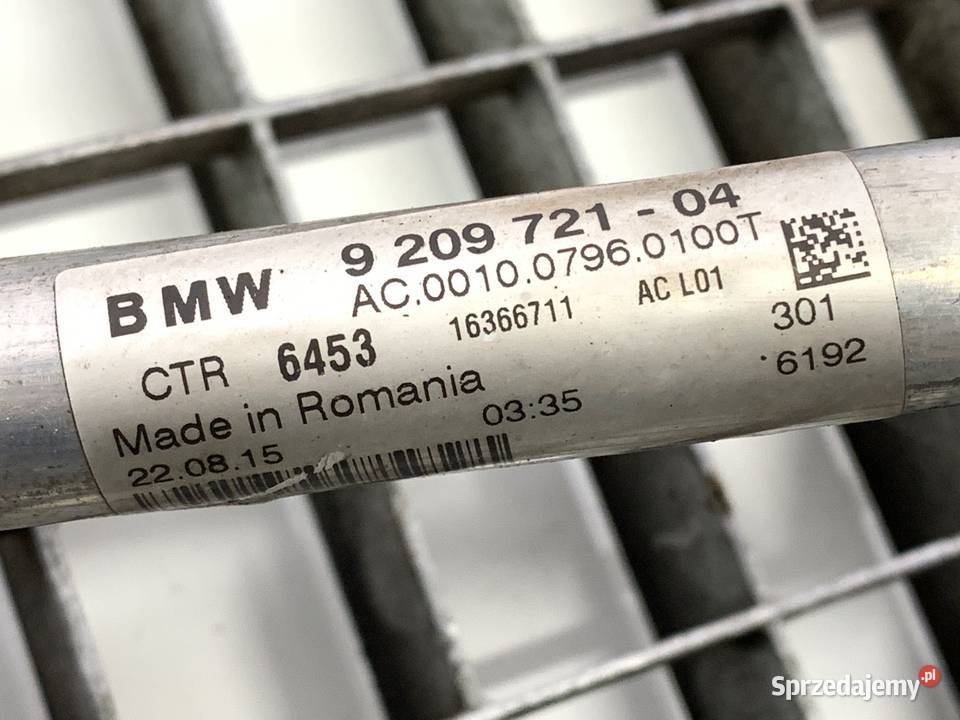 BMW 9 209 721 - 04
AC.0010.0796.0100T
CTR 6453 16366711 AC L01 301
Made in Romania 6192
22.08.15 03:35
Sprzedajemy.pl